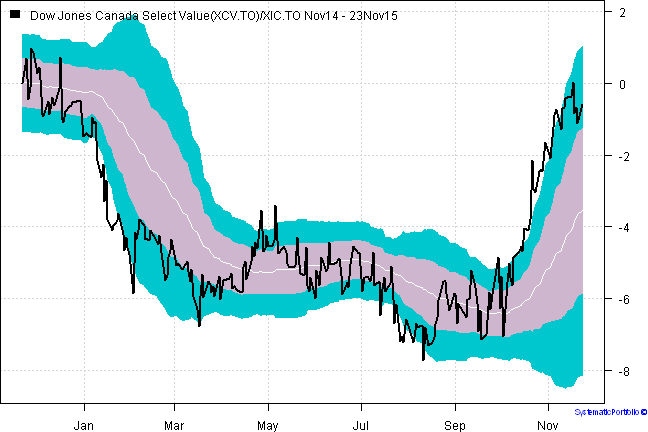 Dow Jones Canada Select Value(XCV.TO)/XIC.TO Nov14 - 23Nov15
2
0
-2
-4
-6
-8
Jan Mar May Jul Sep Nov
SystematicPortfolio ©